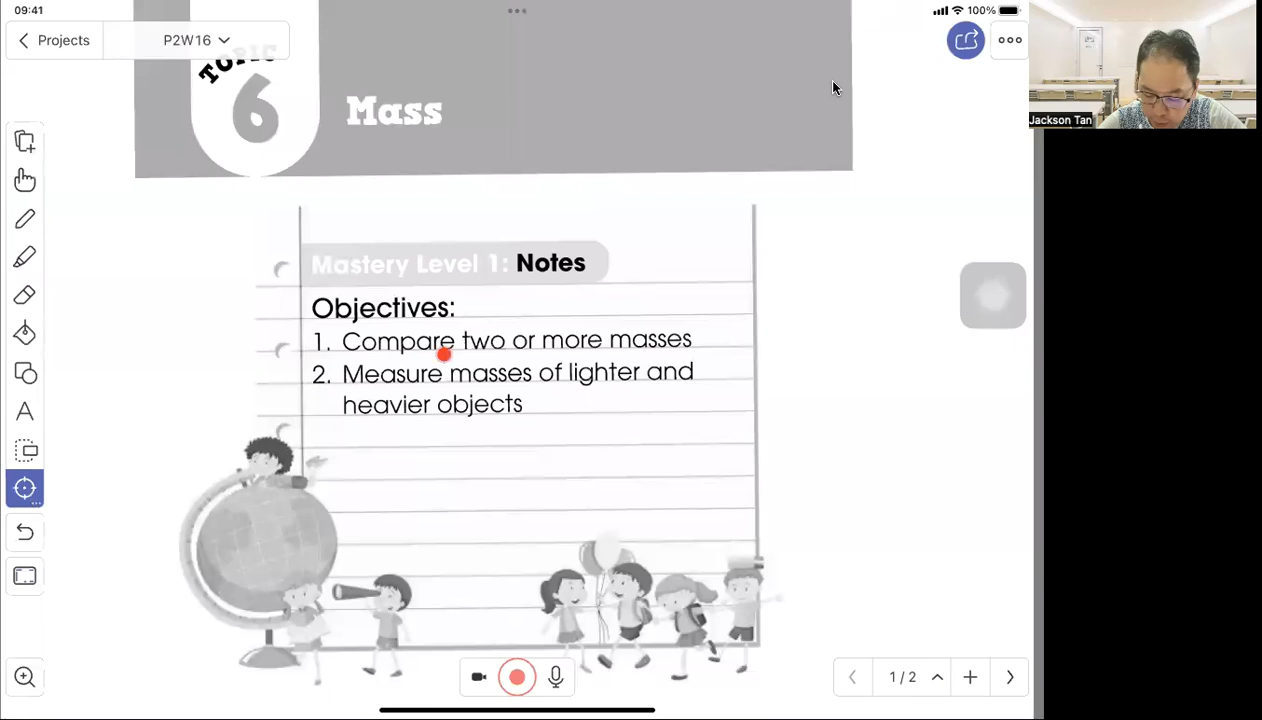 09:41
100%
Projects
P2W16
TOPIC
6
Mass
Jackson Tan
Mastery Level 1: Notes
Objectives:
1. Compare two or more masses
2. Measure masses of lighter and
heavier objects
A
1 / 2